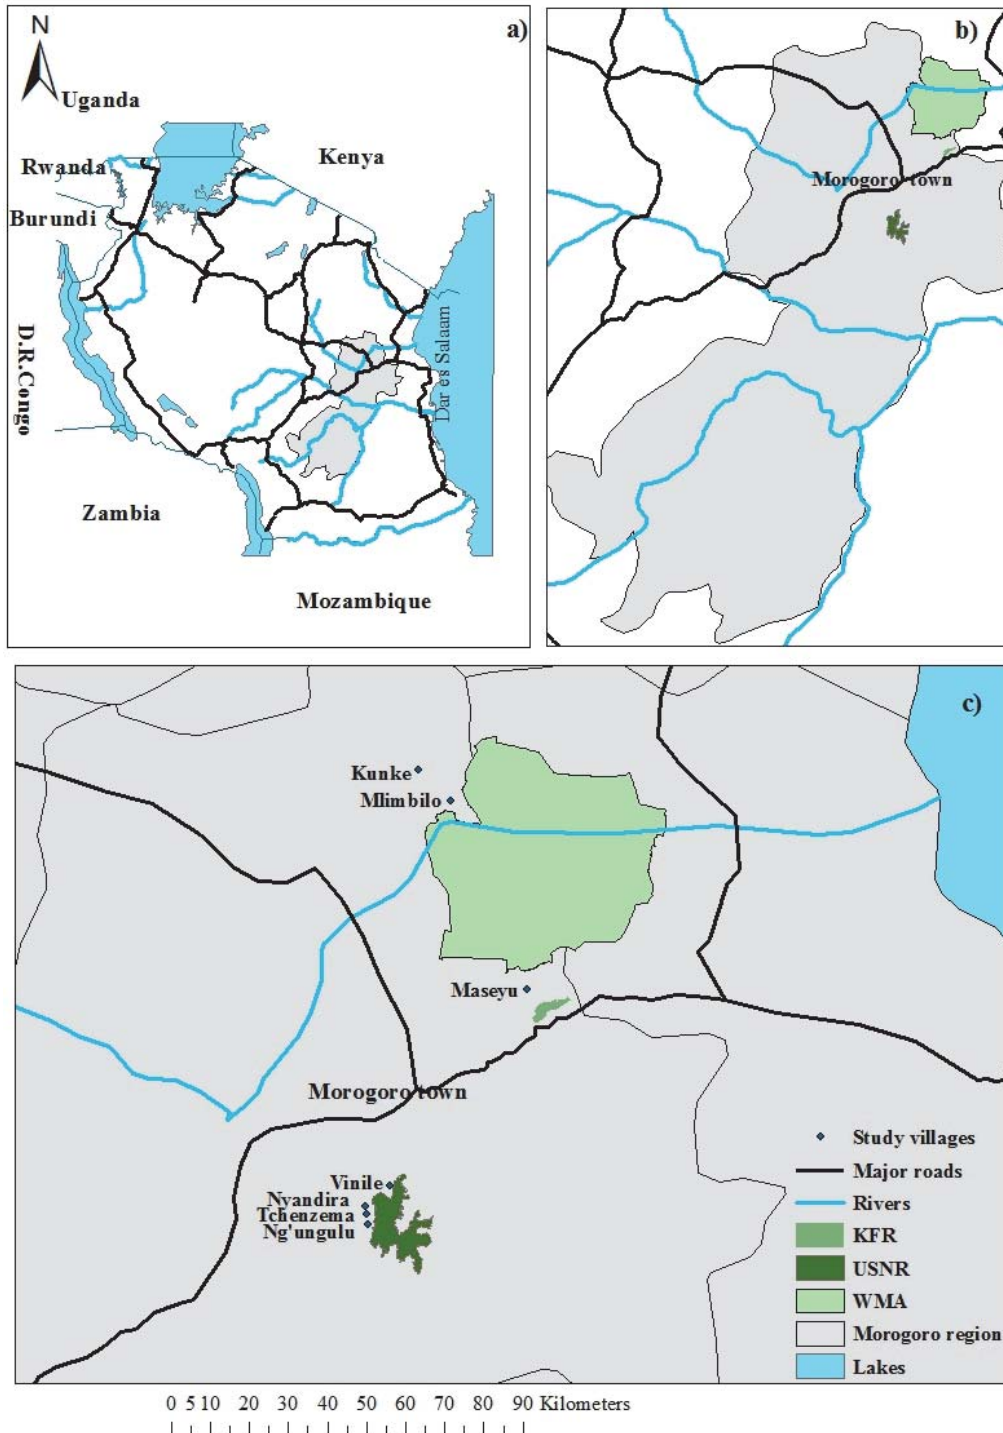 N
a)
Uganda
Kenya
Rwanda
Burundi
D.R.Congo
Dar es Salaam
Zambia
Mozambique
b)
Morogoro town
c)
Kunke
Mlimbilo
Maseyu
Morogoro town
Vinile
Nyandira
Tchenzema
Ng'ungulu
Study villages
Major roads
Rivers
KFR
USNR
WMA
Morogoro region
Lakes
0 5 10 20 30 40 50 60 70 80 90 Kilometers